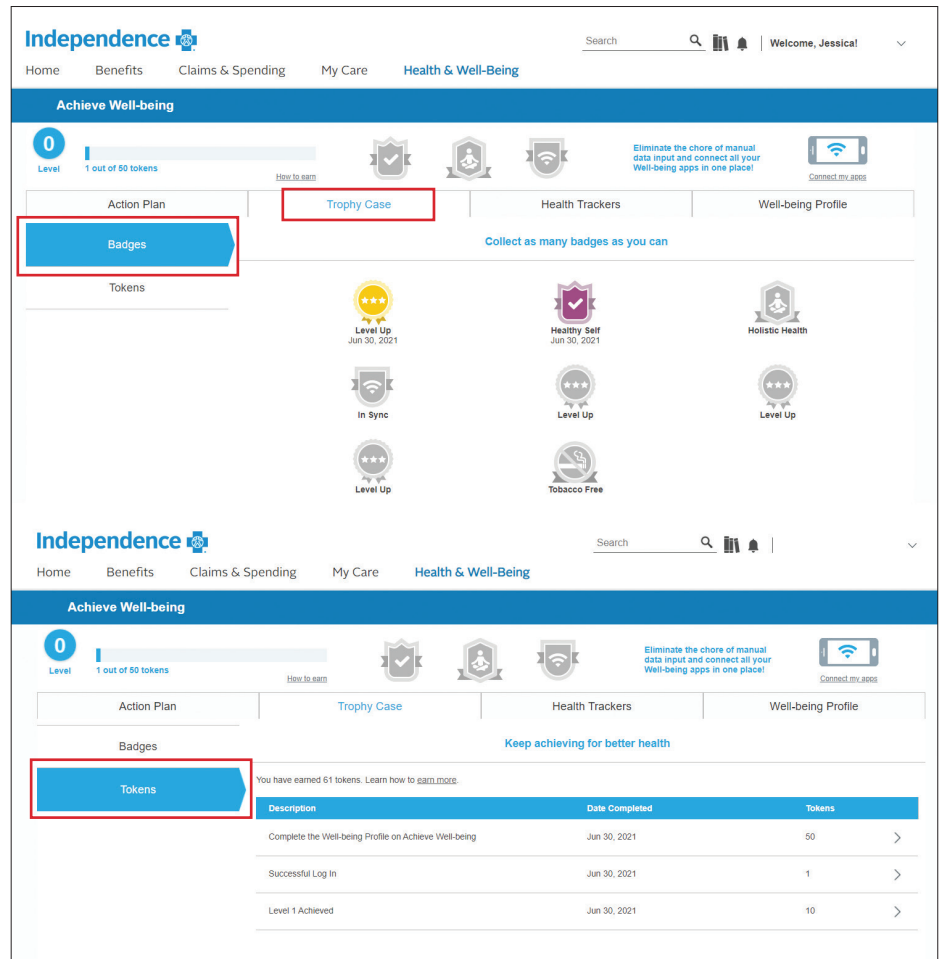 Independence
Search
Welcome, Jessica!
Home Benefits Claims & Spending My Care Health & Well-Being
Achieve Well-being
0
Level
1 out of 50 tokens
How to earn
Eliminate the chore of manual
data input and connect all your
Well-being apps in one place!
Connect my apps
Action Plan Trophy Case Health Trackers Well-being Profile
Badges
Tokens
Collect as many badges as you can
Level Up
Jun 30, 2021
Healthy Self
Jun 30, 2021
Holistic Health
In Sync
Level Up
Level Up
Level Up
Tobacco Free
Independence
Search
Home Benefits Claims & Spending My Care Health & Well-Being
Achieve Well-being
0
Level
1 out of 50 tokens
How to earn
Eliminate the chore of manual
data input and connect all your
Well-being apps in one place!
Connect my apps
Action Plan Trophy Case Health Trackers Well-being Profile
Badges
Tokens
Keep achieving for better health
You have earned 61 tokens. Learn how to earn more.
Description Date Completed Tokens
Complete the Well-being Profile on Achieve Well-being Jun 30, 2021 50
Successful Log In Jun 30, 2021 1
Level 1 Achieved Jun 30, 2021 10